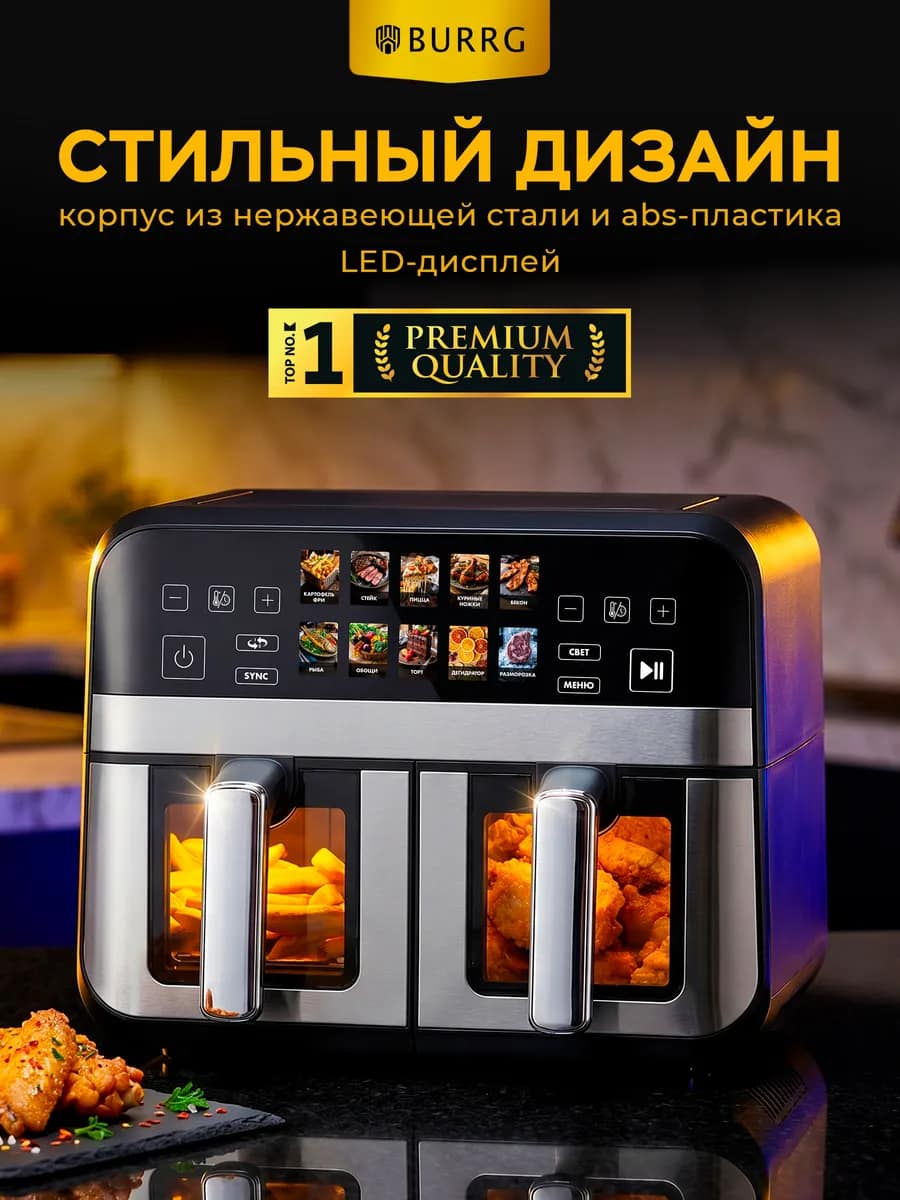 BURRG
СТИЛЬНЫЙ ДИЗАЙН
корпус из нержавеющей стали и abs-пластика
LED-дисплей
TOP NO.
1
PREMIUM
QUALITY
КАРТОФЕЛЬ
ФРИ
СТЕЙК
ПИЦЦА
КУРИНЫЕ
НОЖКИ
БЕКОН
РЫБА
ОВОЩИ
ТОРТ
ДЕГИДРАТОР
РАЗМОРОЗКА
SYNC
СВЕТ
МЕНЮ